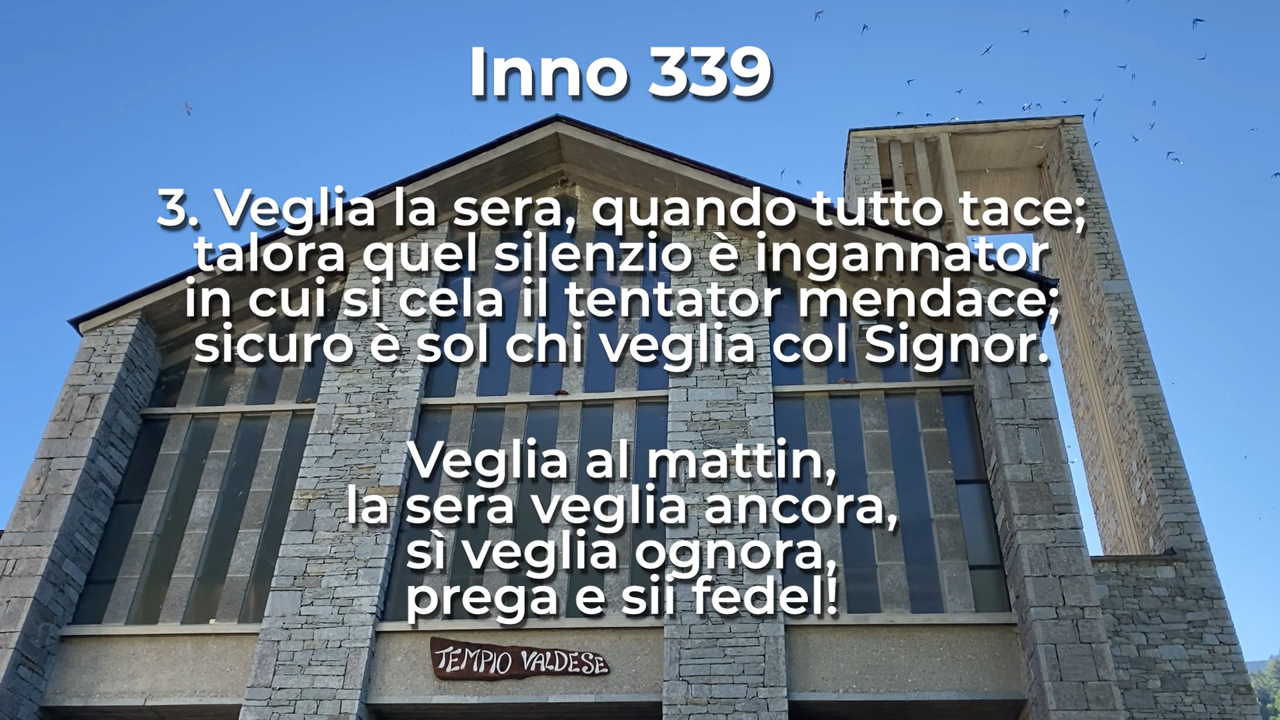 Inno 339
3. Veglia la sera, quando tutto tace;
talora quel silenzio è ingannator
in cui si cela il tentator mendace;
sicuro è sol chi veglia col Signor.
Veglia al mattin,
la sera veglia ancora,
sì veglia ognora,
prega e sii fedel!
TEMPIO VALDESE